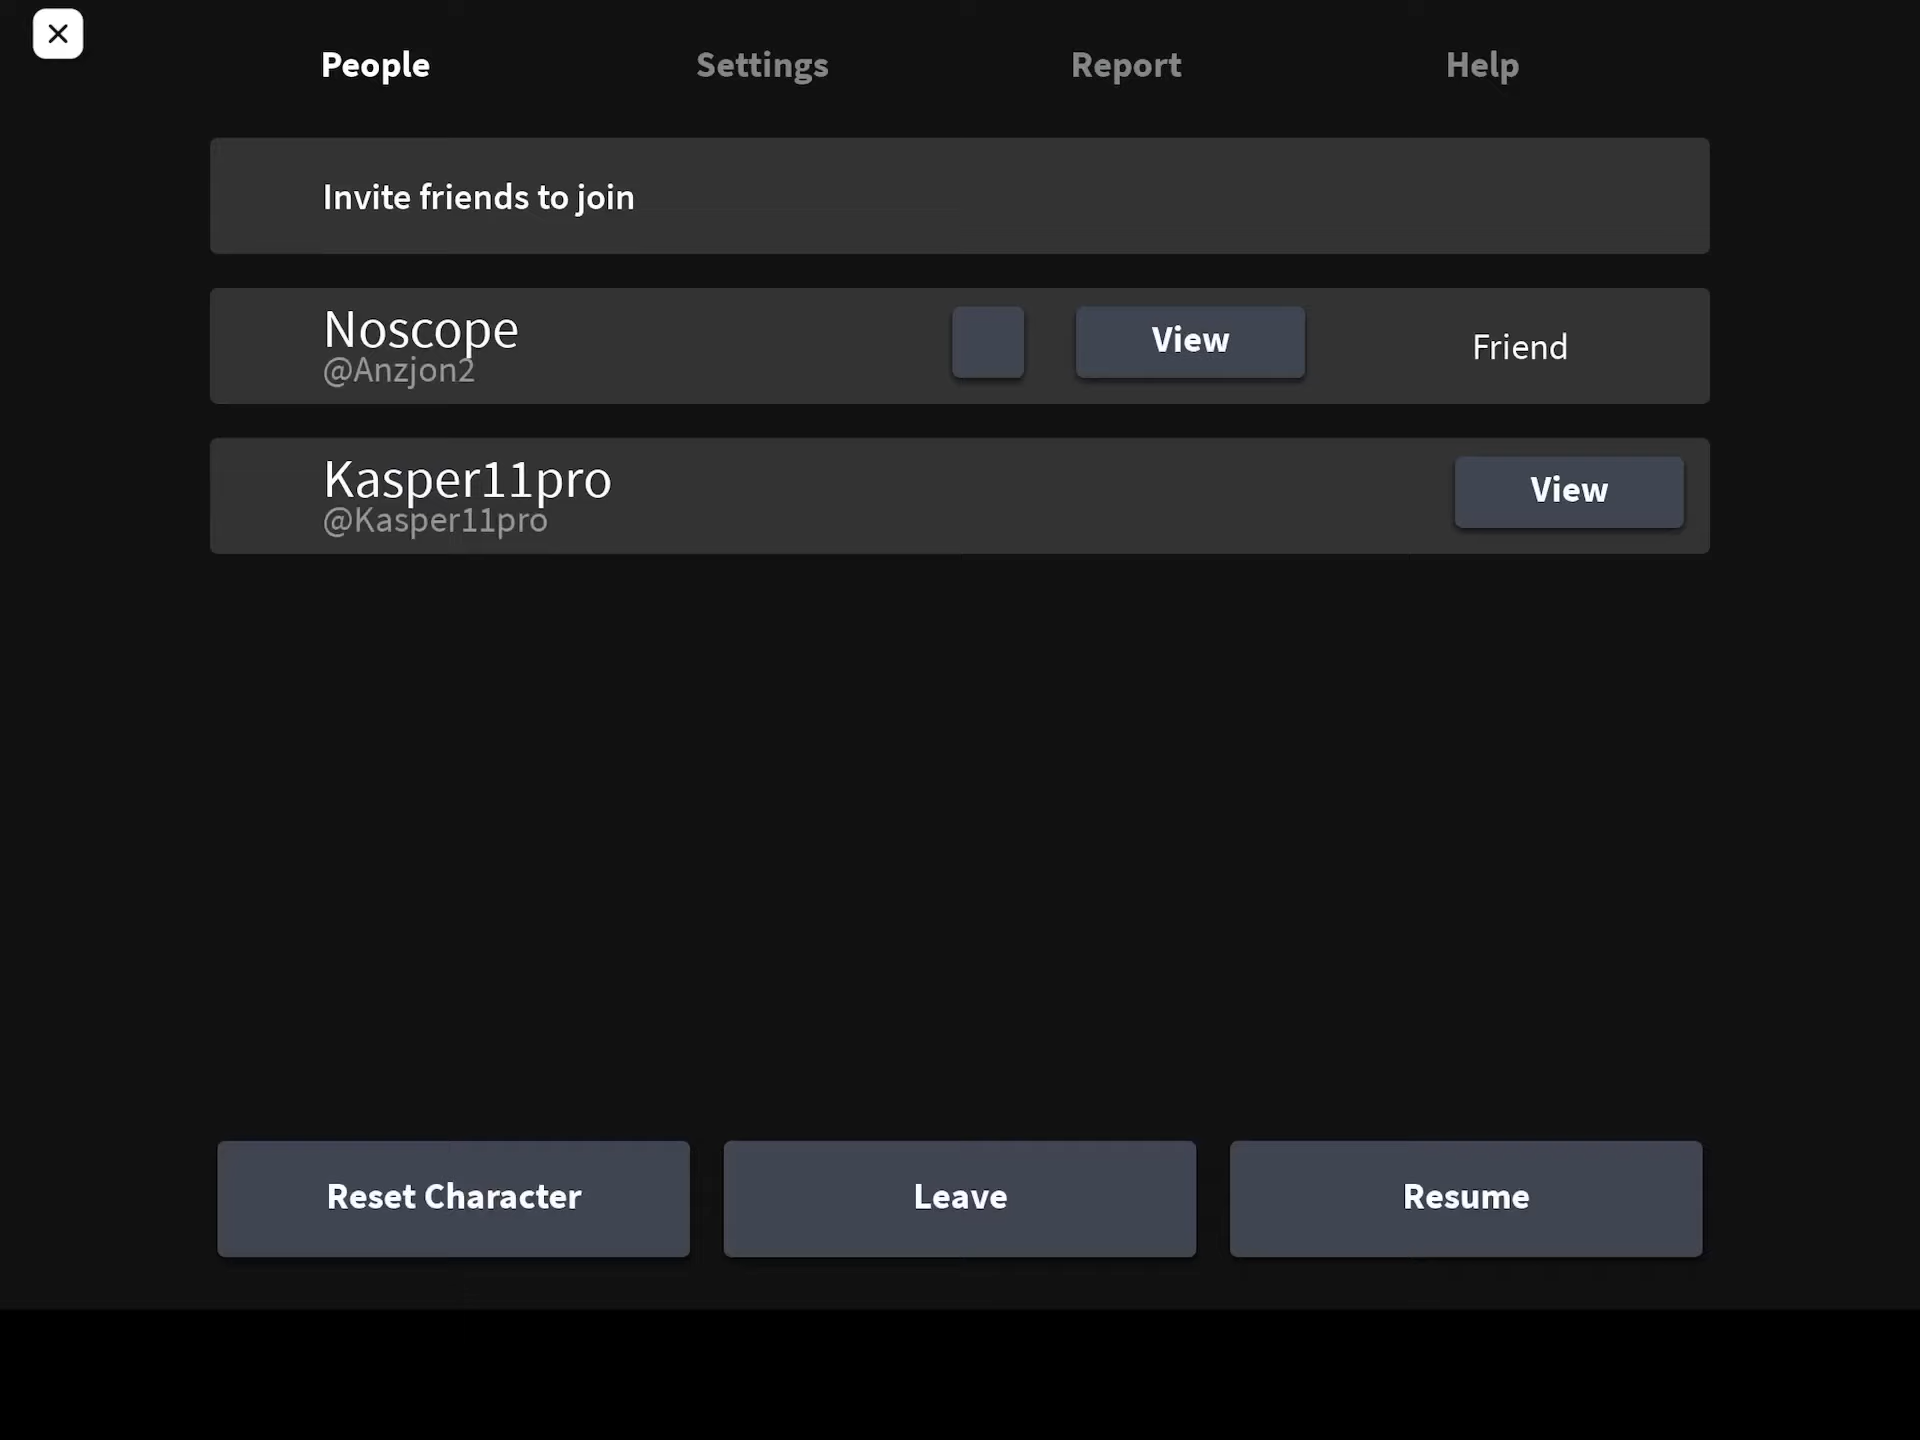 People
Settings
Report
Help
Invite friends to join
Noscope
@Anzjon2
View
Friend
Kasper11pro
@Kasper11pro
View
Reset Character
Leave
Resume